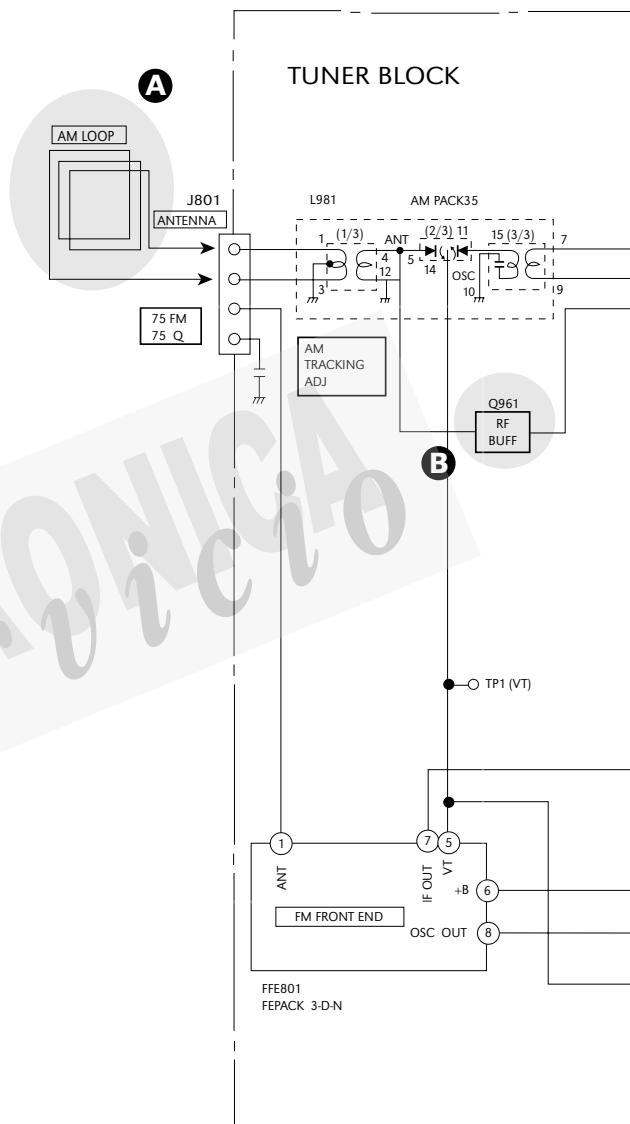 TUNER BLOCK
A
AM LOOP
J801
ANTENNA
L981
AM PACK35
(1/3)
(2/3)
11
15 (3/3)
1
ANT
4
5
14
7
12
OSC
3
10
9
75 FM
75 Q
AM
TRACKING
ADJ
Q961
RF
BUFF
B
ONICA
vicio
TP1 (VT)
1
7
5
ANT
IF OUT
VT
+B
6
FM FRONT END
OSC OUT
8
FFE801
FEPACK 3-D-N